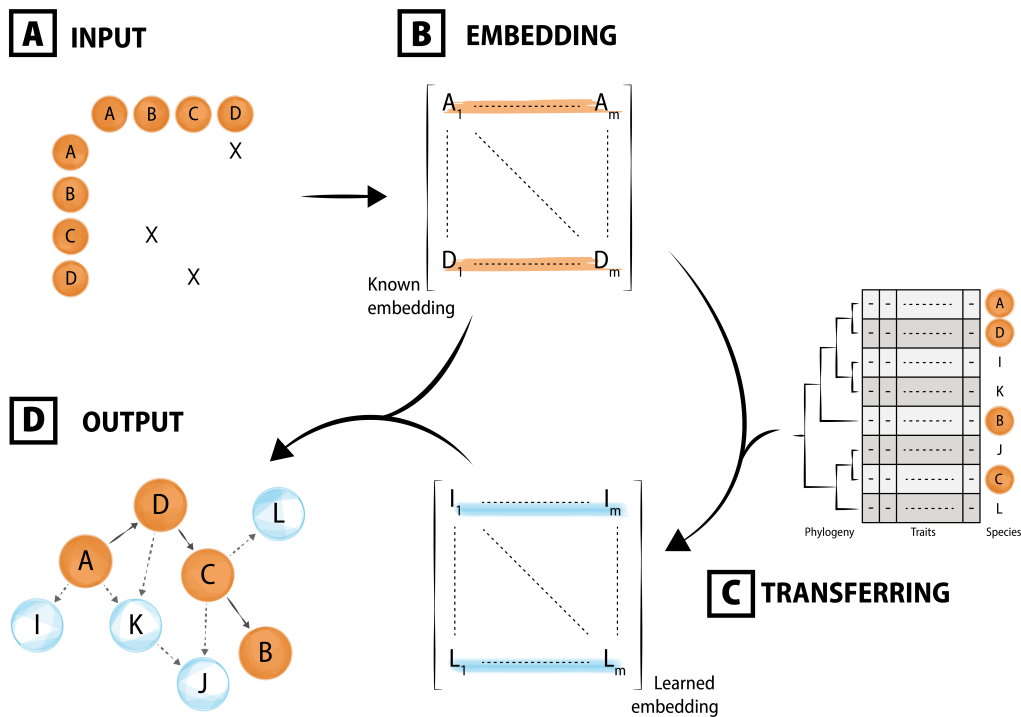 A INPUT
A B C D
A X
B
C X
D X
B EMBEDDING
A1 Am
D1 Dm
Known
embedding
A
D
I
K
B
J
C
L
Phylogeny Traits Species
C TRANSFERRING
I1 Im
L1 Lm
Learned
embedding
D OUTPUT
D
L
A
C
I
K
B
J